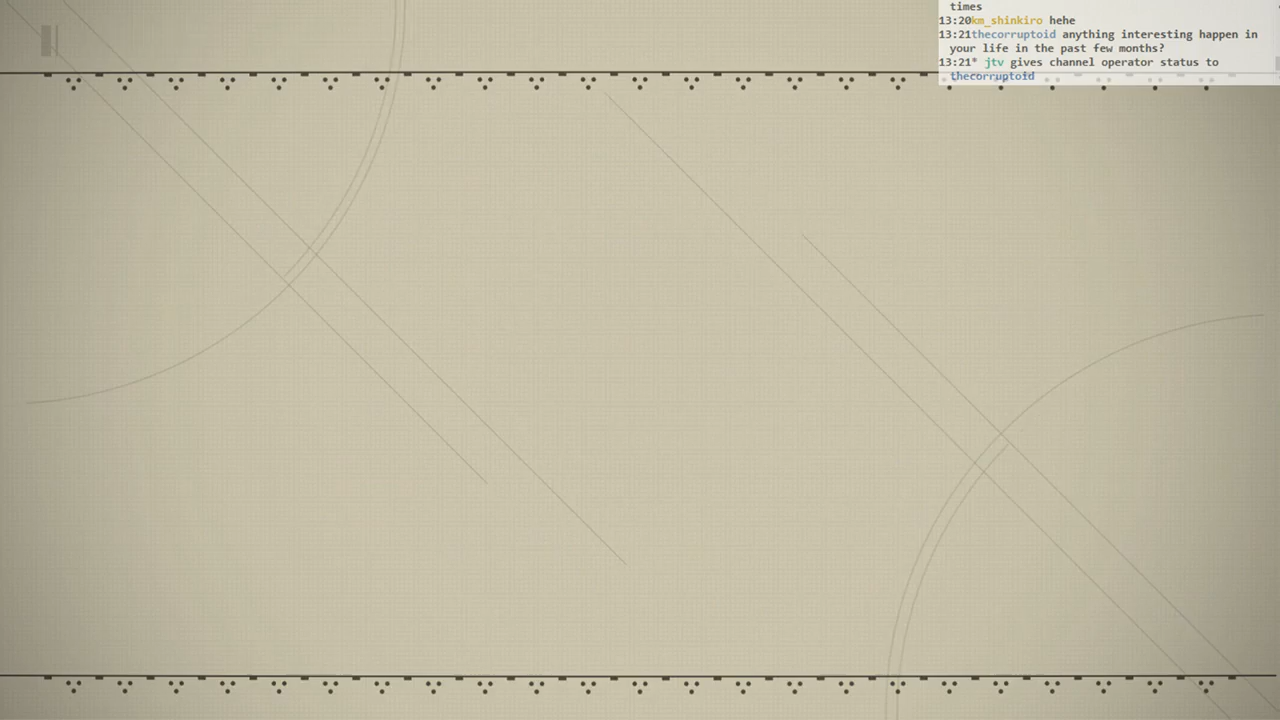 times
13:20km_shinkiro hehe
13:21thecorruptoid anything interesting happen in
your life in the past few months?
13:21* jtv gives channel operator status to
thecorruptoid